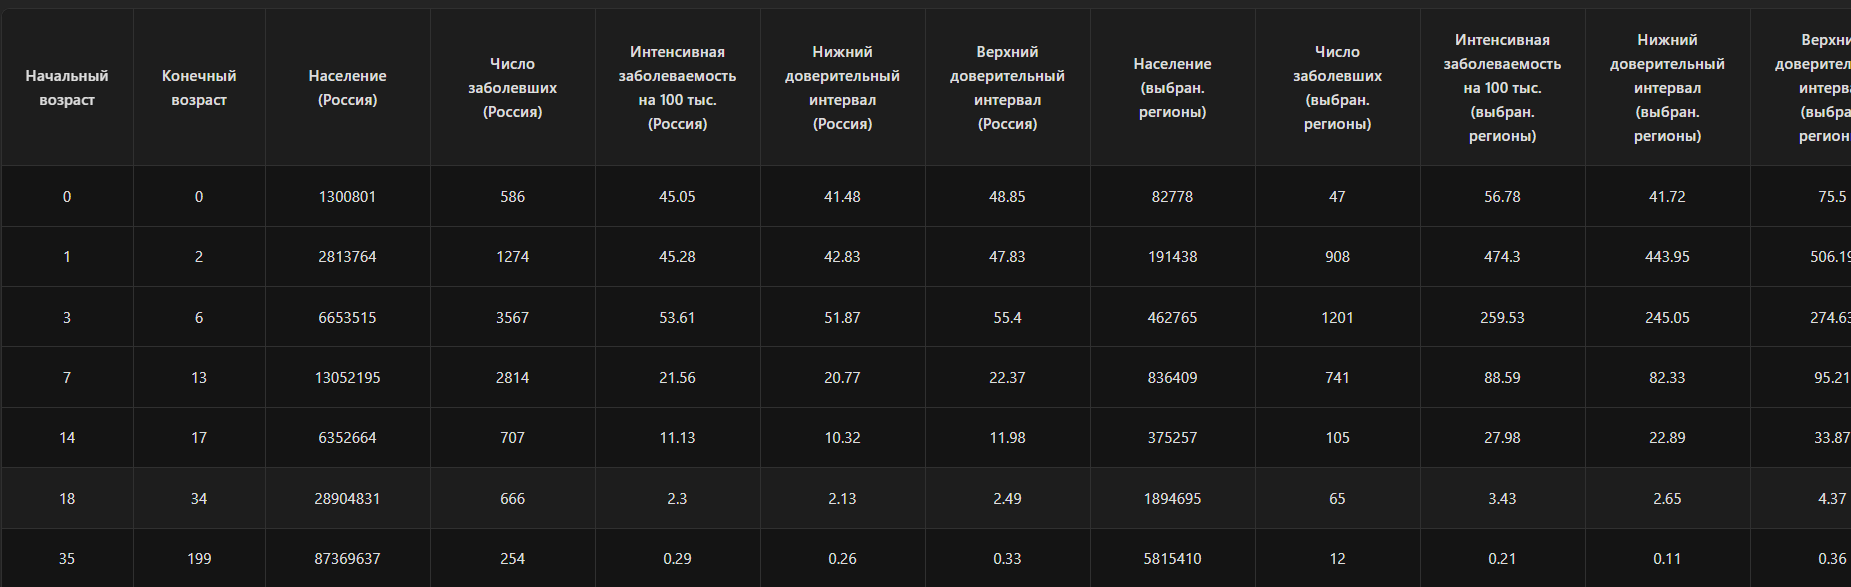 Начальный возраст | Конечный возраст | Население (Россия) | Число заболевших (Россия) | Интенсивная заболеваемость на 100 тыс. (Россия) | Нижний доверительный интервал (Россия) | Верхний доверительный интервал (Россия) | Население (выбран. регионы) | Число заболевших (выбран. регионы) | Интенсивная заболеваемость на 100 тыс. (выбран. регионы) | Нижний доверительный интервал (выбран. регионы)
0 | 0 | 1300801 | 586 | 45.05 | 41.48 | 48.85 | 82778 | 47 | 56.78 | 41.72 | 75.5
1 | 2 | 2813764 | 1274 | 45.28 | 42.83 | 47.83 | 191438 | 908 | 474.3 | 443.95 | 506.19
3 | 6 | 6653515 | 3567 | 53.61 | 51.87 | 55.4 | 462765 | 1201 | 259.53 | 245.05 | 274.63
7 | 13 | 13052195 | 2814 | 21.56 | 20.77 | 22.37 | 836409 | 741 | 88.59 | 82.33 | 95.21
14 | 17 | 6352664 | 707 | 11.13 | 10.32 | 11.98 | 375257 | 105 | 27.98 | 22.89 | 33.87
18 | 34 | 28904831 | 666 | 2.3 | 2.13 | 2.49 | 1894695 | 65 | 3.43 | 2.65 | 4.37
35 | 199 | 87369637 | 254 | 0.29 | 0.26 | 0.33 | 5815410 | 12 | 0.21 | 0.11 | 0.36